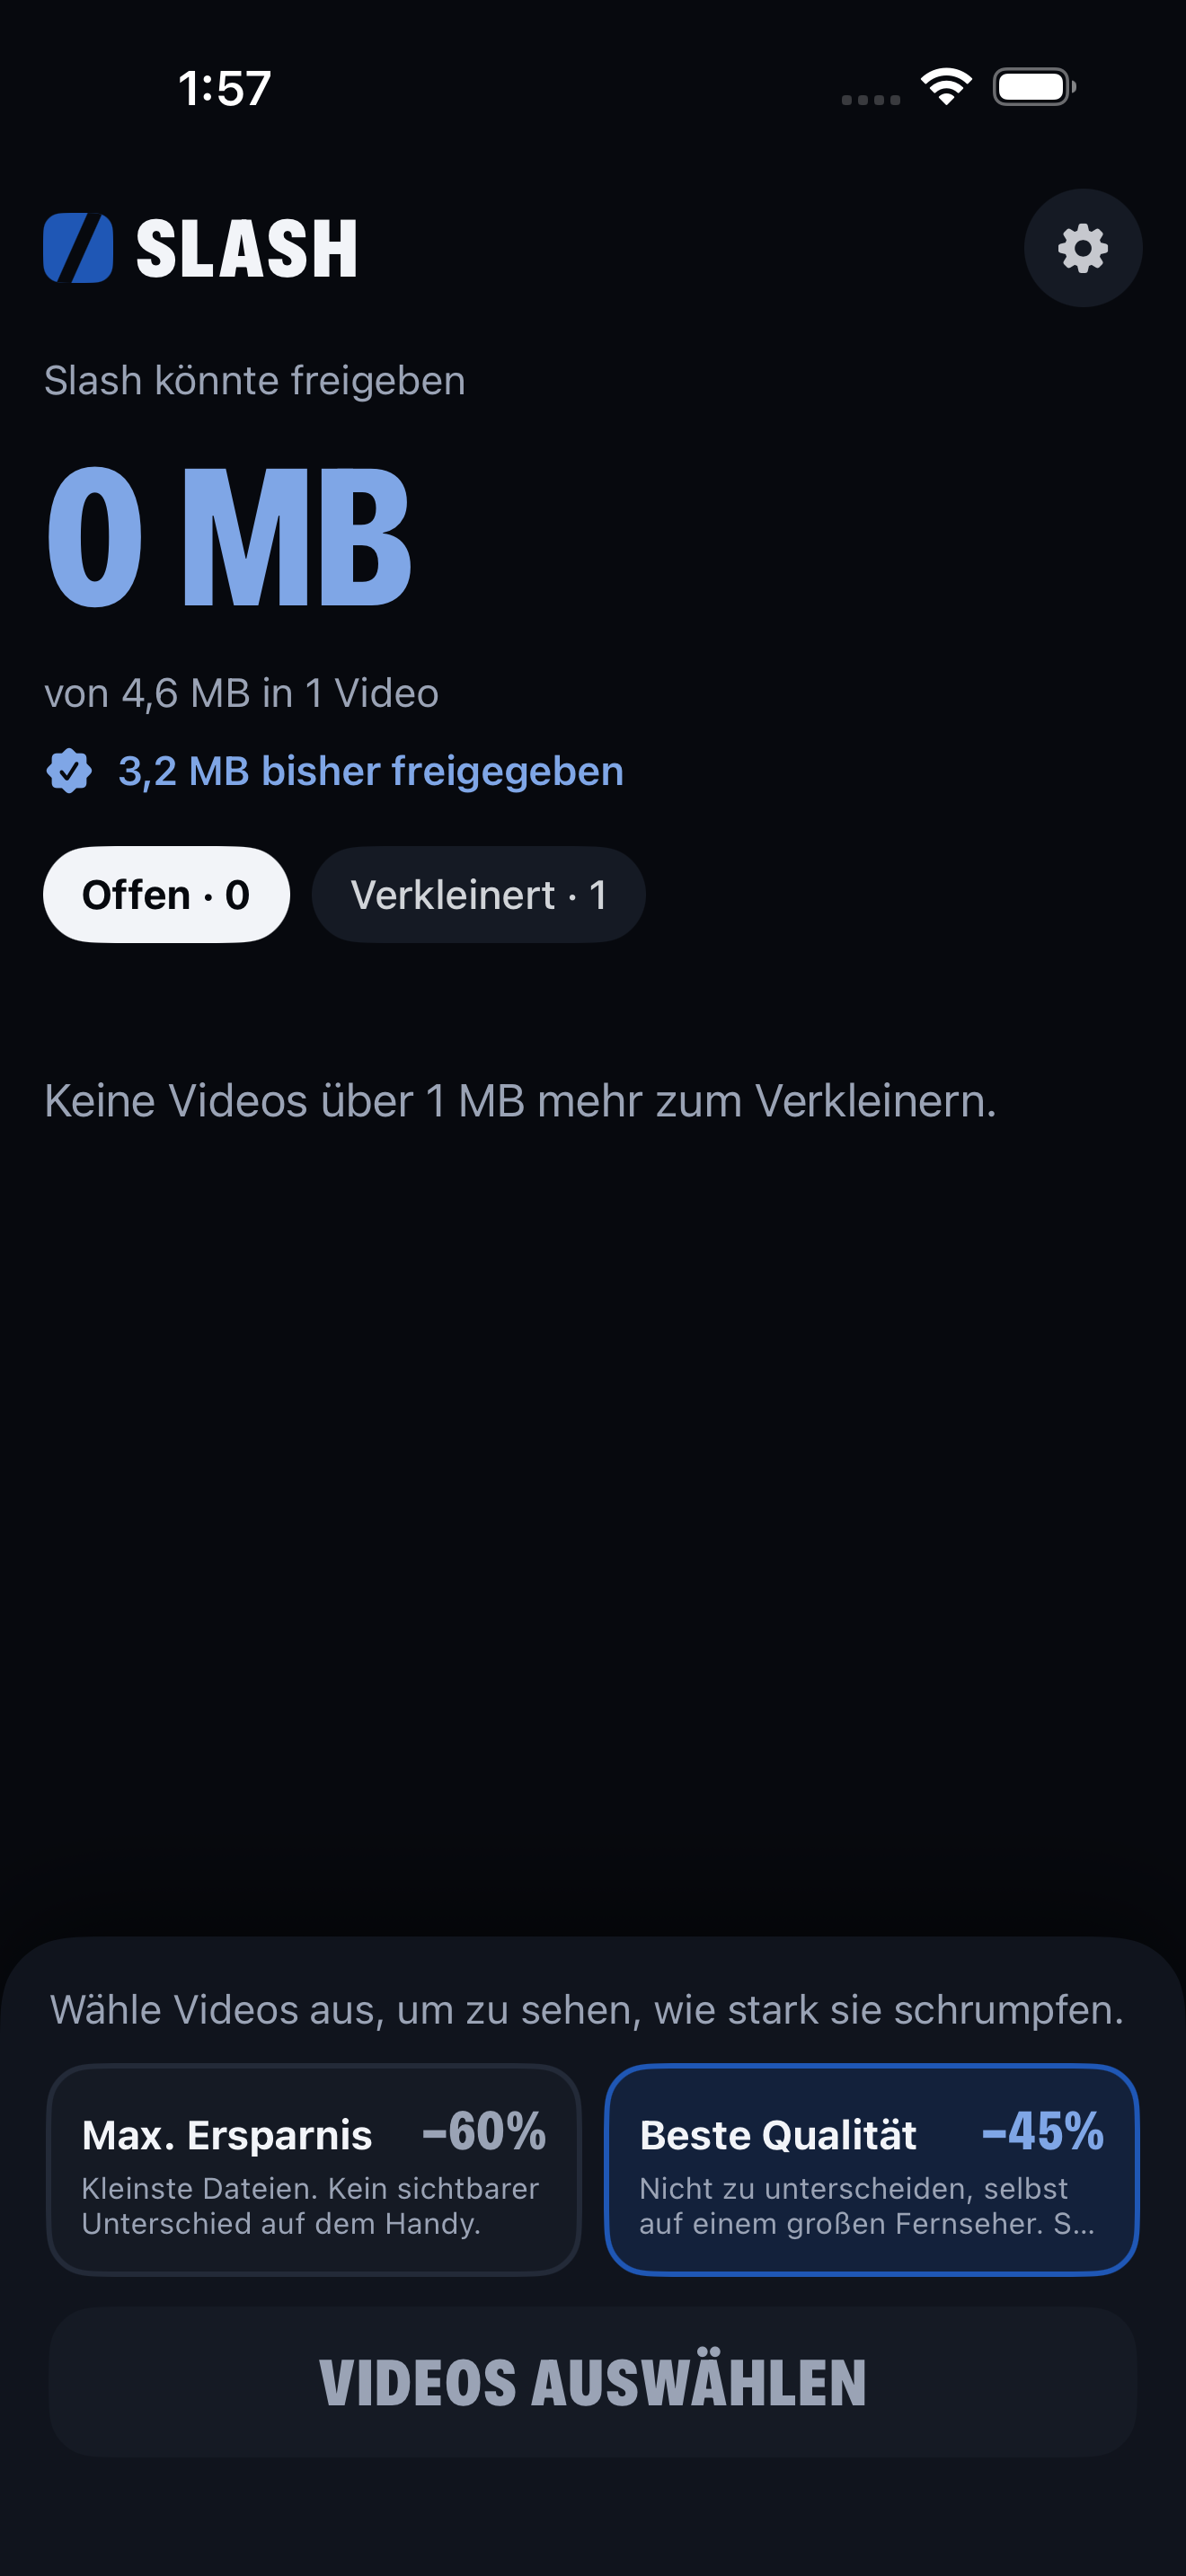 1:57
SLASH
Slash könnte freigeben
0 MB
von 4,6 MB in 1 Video
3,2 MB bisher freigegeben
Offen · 0
Verkleinert · 1
Keine Videos über 1 MB mehr zum Verkleinern.
Wähle Videos aus, um zu sehen, wie stark sie schrumpfen.
Max. Ersparnis −60%
Kleinste Dateien. Kein sichtbarer
Unterschied auf dem Handy.
Beste Qualität −45%
Nicht zu unterscheiden, selbst
auf einem großen Fernseher. S...
VIDEOS AUSWÄHLEN